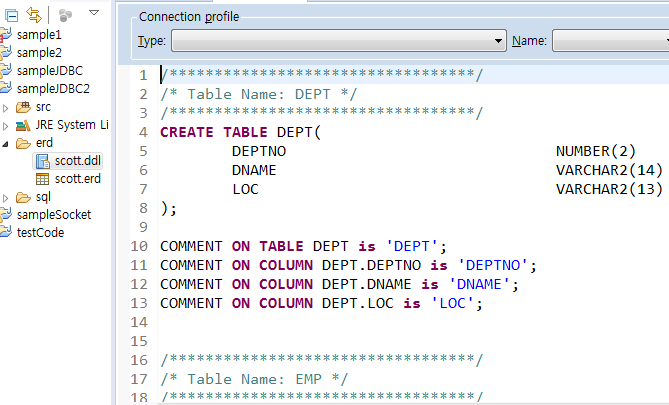 Connection profile
Type:
Name:
sample1
sample2
sampleJDBC
sampleJDBC2
src
JRE System Li
erd
scott.ddl
scott.erd
sql
sampleSocket
testCode
1 /**********************************/
2 /* Table Name: DEPT */
3 /**********************************/
4 CREATE TABLE DEPT(
5 DEPTNO NUMBER(2)
6 DNAME VARCHAR2(14)
7 LOC VARCHAR2(13)
8 );
9
10 COMMENT ON TABLE DEPT is 'DEPT';
11 COMMENT ON COLUMN DEPT.DEPTNO is 'DEPTNO';
12 COMMENT ON COLUMN DEPT.DNAME is 'DNAME';
13 COMMENT ON COLUMN DEPT.LOC is 'LOC';
14
15
16 /**********************************/
17 /* Table Name: EMP */
18 /**********************************/